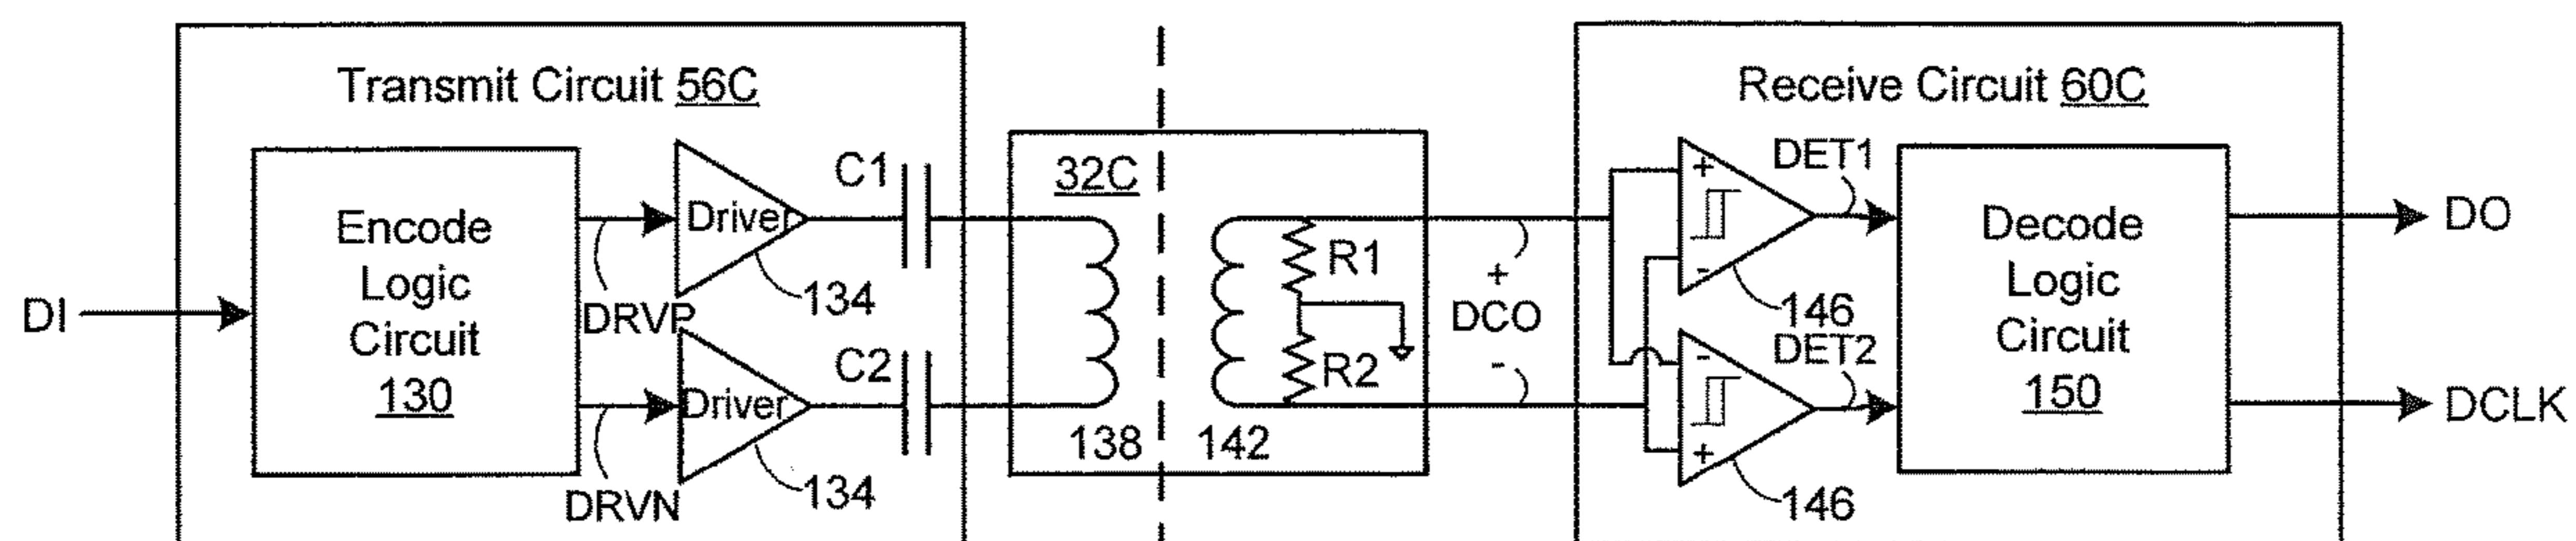 Transmit Circuit 56C
Receive Circuit 60C
DI
Encode
Logic
Circuit
130
DRVP
DRVN
Driver
134
Driver
134
C1
C2
32C
138
142
R1
R2
+
DCO
-
+
-
146
-
+
146
DET1
DET2
Decode
Logic
Circuit
150
DO
DCLK